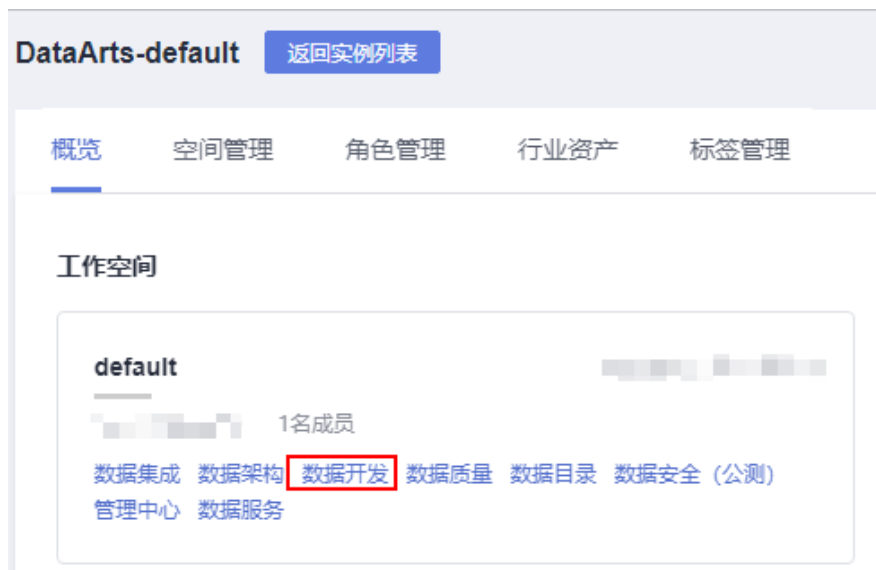 DataArts-default 返回实例列表
概览 空间管理 角色管理 行业资产 标签管理
工作空间
default
1名成员
数据集成 数据架构 数据开发 数据质量 数据目录 数据安全 (公测)
管理中心 数据服务